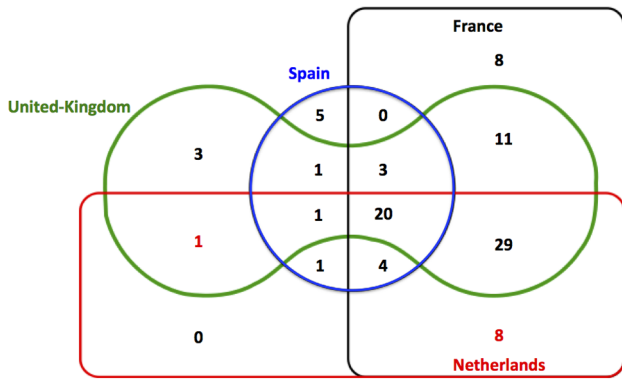 France
8
Spain
United-Kingdom
5 0
11
3
1 3
1 20
1
29
1 4
0
8
Netherlands